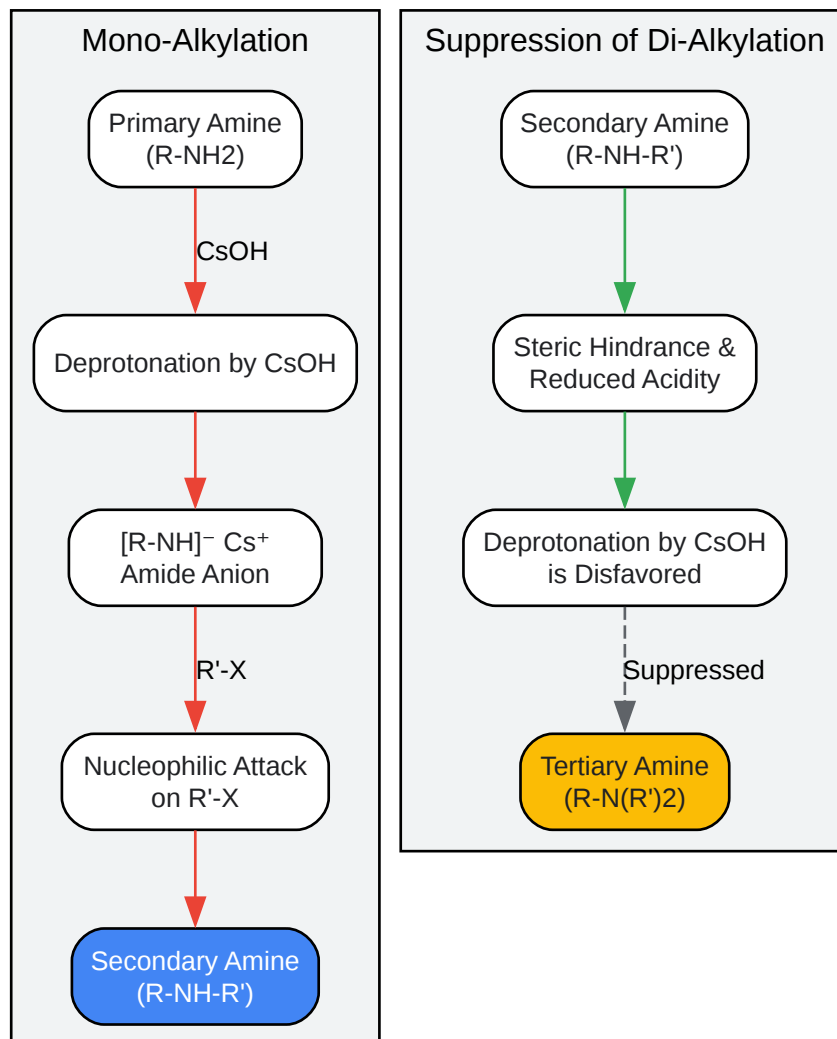 Mono-Alkylation
Primary Amine
(R-NH2)
CsOH
Deprotonation by CsOH
[R-NH]⁻ Cs⁺
Amide Anion
R'-X
Nucleophilic Attack
on R'-X
Secondary Amine
(R-NH-R')
Suppression of Di-Alkylation
Secondary Amine
(R-NH-R')
Steric Hindrance &
Reduced Acidity
Deprotonation by CsOH
is Disfavored
Suppressed
Tertiary Amine
(R-N(R')2)